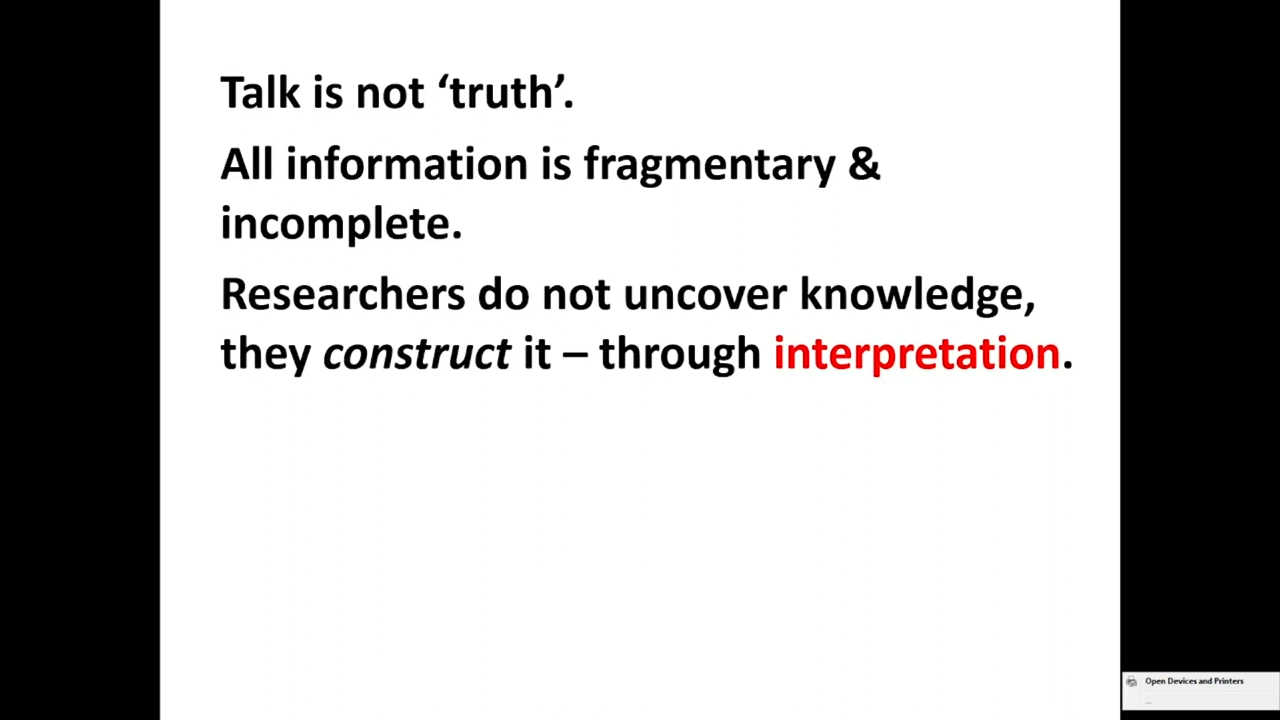 Talk is not ‘truth’.
All information is fragmentary &
incomplete.
Researchers do not uncover knowledge,
they construct it – through interpretation.
Open Devices and Printers
...